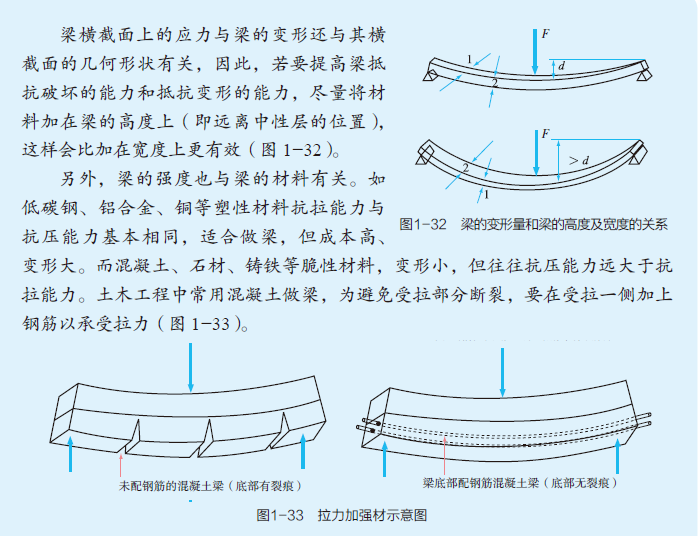 梁横截面上的应力与梁的变形还与其横
截面的几何形状有关，因此，若要提高梁抵
抗破坏的能力和抵抗变形的能力，尽量将材
料加在梁的高度上（即远离中性层的位置），
这样会比加在宽度上更有效（图1-32）。
另外，梁的强度也与梁的材料有关。如
低碳钢、铝合金、铜等塑性材料抗拉能力与
抗压能力基本相同，适合做梁，但成本高、
变形大。而混凝土、石材、铸铁等脆性材料，变形小，但往往抗压能力远大于抗
拉能力。土木工程中常用混凝土做梁，为避免受拉部分断裂，要在受拉一侧加上
钢筋以承受拉力（图1-33）。
F
1
d
2
F
2
>d
1
图1-32 梁的变形量和梁的高度及宽度的关系
未配钢筋的混凝土梁（底部有裂痕）
梁底部配钢筋混凝土梁（底部无裂痕）
图1-33 拉力加强材示意图